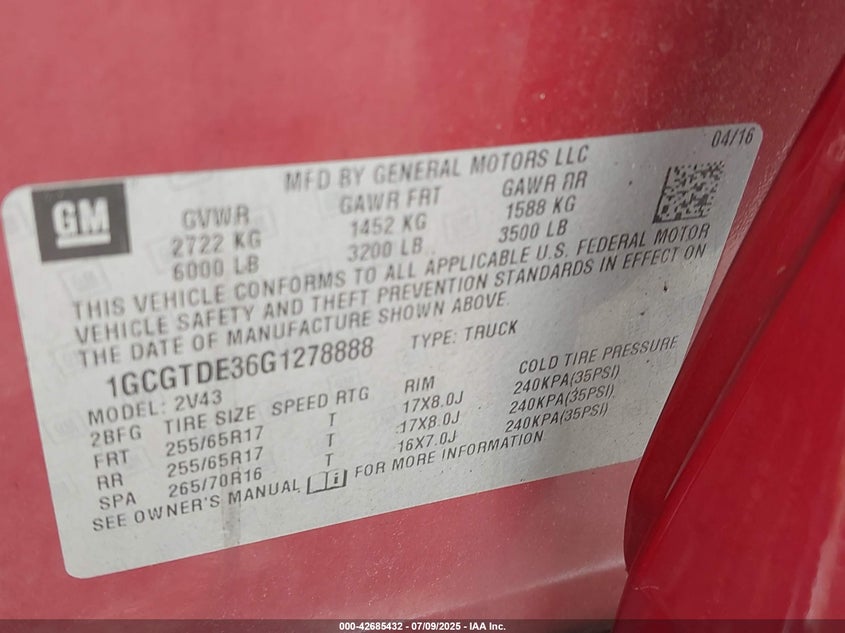 04/16
MFD BY GENERAL MOTORS LLC
GM
GVWR GAWR FRT GAWR RR
2722 KG 1452 KG 1588 KG
6000 LB 3200 LB 3500 LB
THIS VEHICLE CONFORMS TO ALL APPLICABLE U.S. FEDERAL MOTOR
VEHICLE SAFETY AND THEFT PREVENTION STANDARDS IN EFFECT ON
THE DATE OF MANUFACTURE SHOWN ABOVE.
1GCGTDE36G1278888 TYPE: TRUCK
MODEL: 2V43
2BFG TIRE SIZE SPEED RTG RIM COLD TIRE PRESSURE
FRT 255/65R17 T 17X8.0J 240KPA(35PSI)
RR 255/65R17 T 17X8.0J 240KPA(35PSI)
SPA 265/70R16 T 16X7.0J 240KPA(35PSI)
SEE OWNER'S MANUAL i FOR MORE INFORMATION
000-42685432 - 07/09/2025 - IAA Inc.